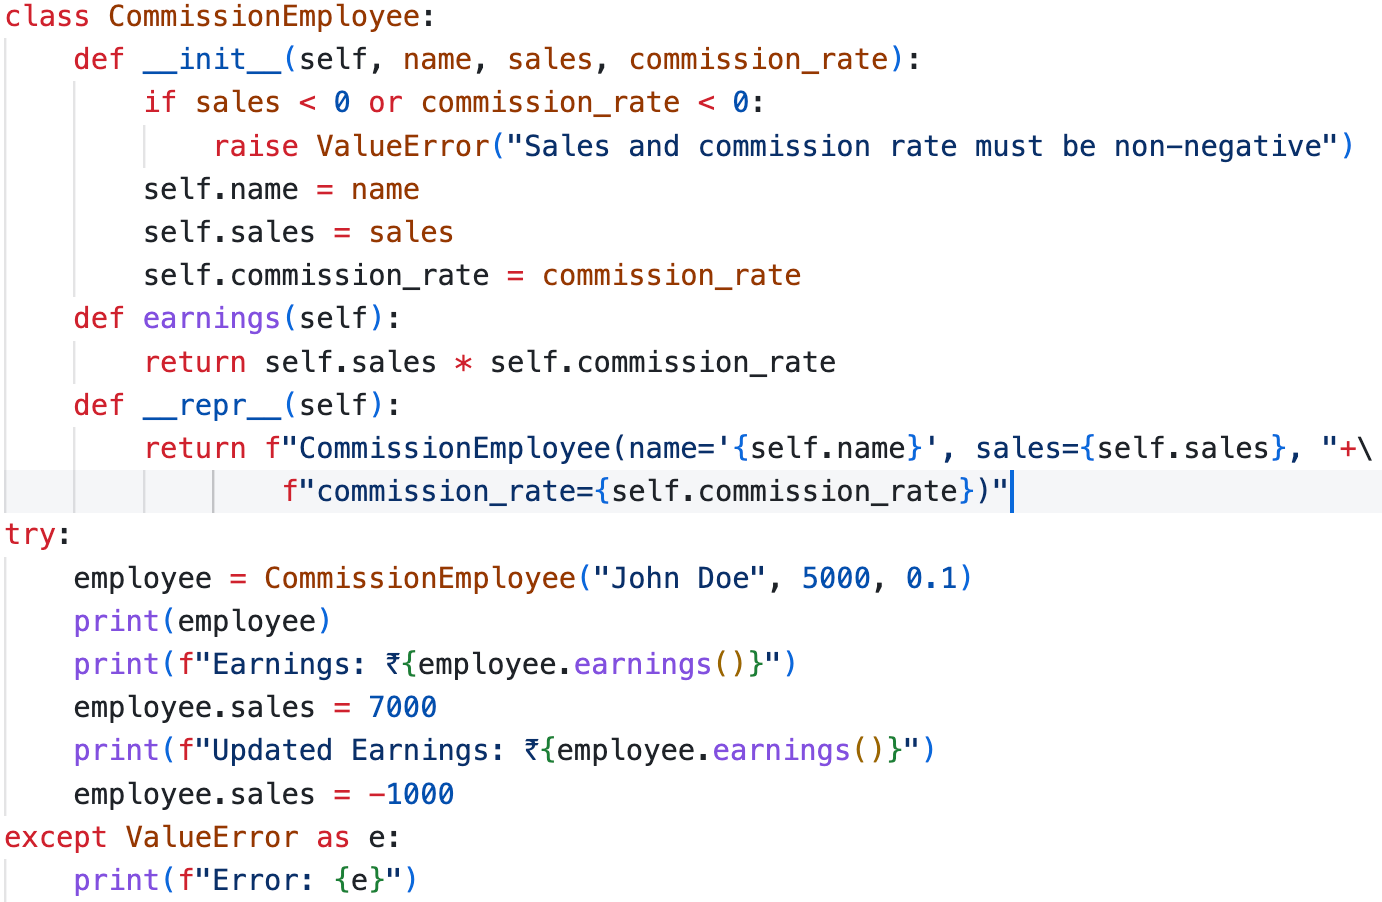 class CommissionEmployee:
    def __init__(self, name, sales, commission_rate):
        if sales < 0 or commission_rate < 0:
            raise ValueError("Sales and commission rate must be non-negative")
        self.name = name
        self.sales = sales
        self.commission_rate = commission_rate
    def earnings(self):
        return self.sales * self.commission_rate
    def __repr__(self):
        return f"CommissionEmployee(name='{self.name}', sales={self.sales}, "+\
                f"commission_rate={self.commission_rate})"
try:
    employee = CommissionEmployee("John Doe", 5000, 0.1)
    print(employee)
    print(f"Earnings: ₹{employee.earnings()}")
    employee.sales = 7000
    print(f"Updated Earnings: ₹{employee.earnings()}")
    employee.sales = -1000
except ValueError as e:
    print(f"Error: {e}")